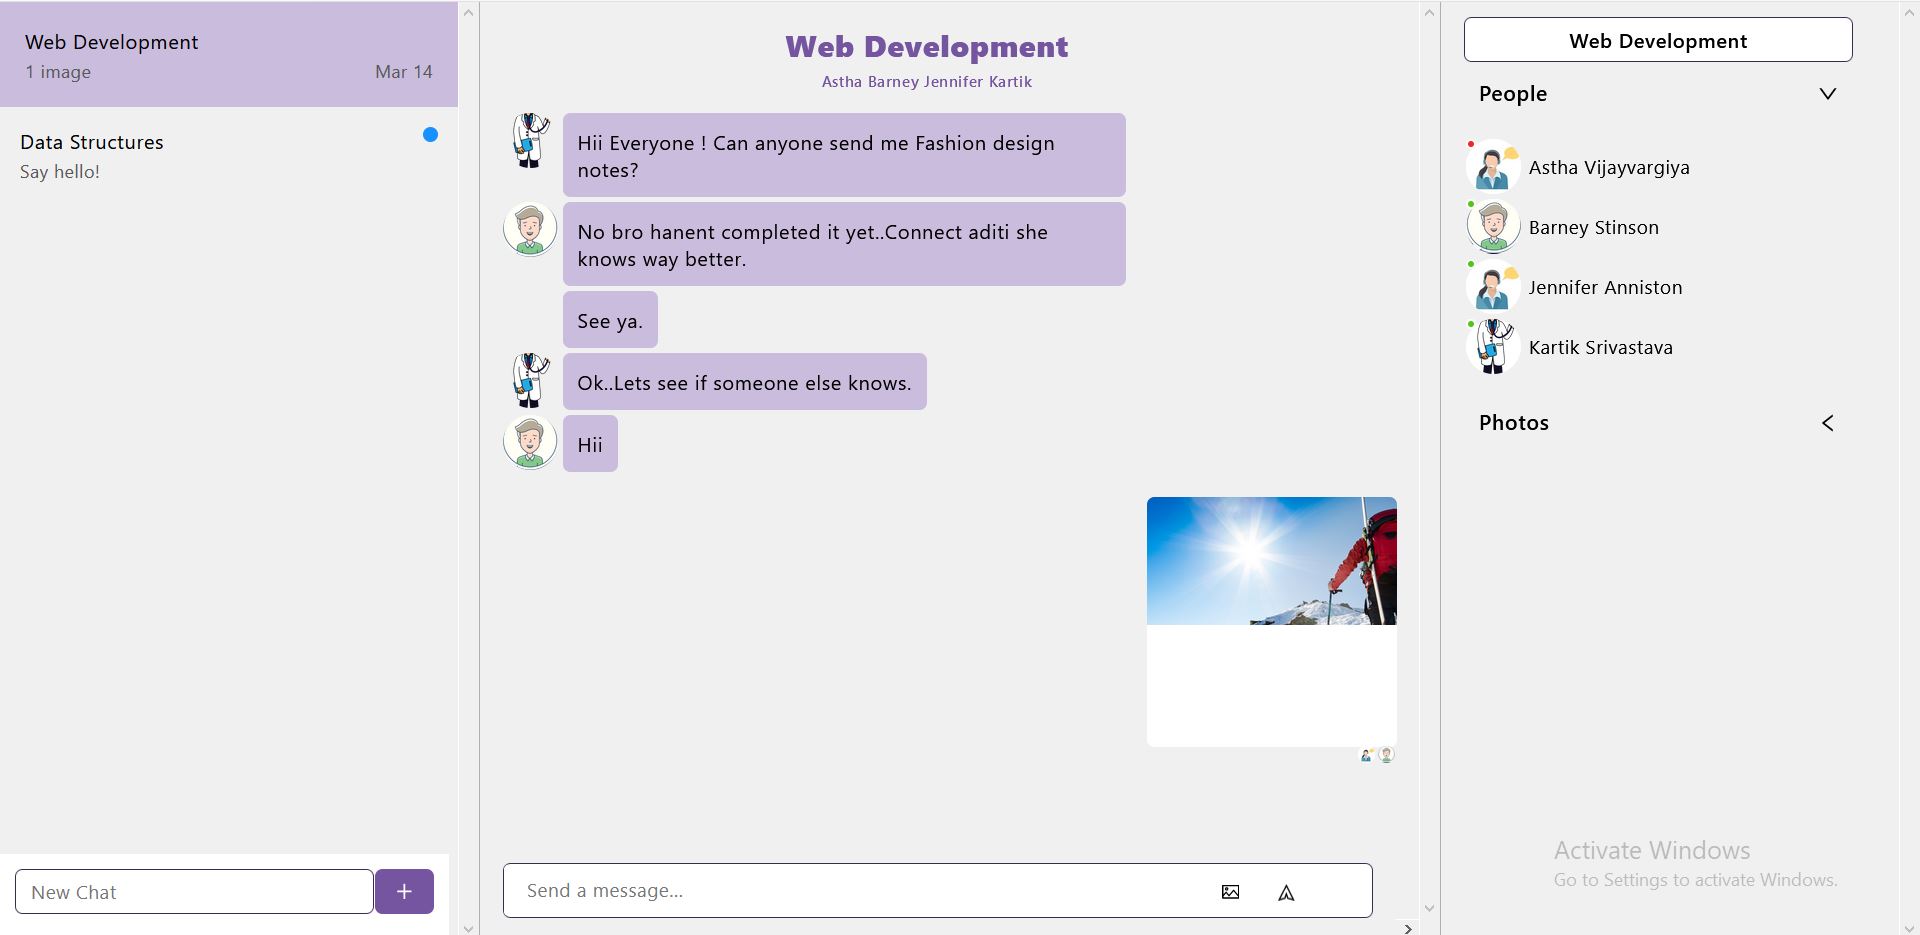 Web Development
1 image
Mar 14
Data Structures
Say hello!
New Chat
+
Web Development
Astha Barney Jennifer Kartik
Hii Everyone ! Can anyone send me Fashion design
notes?
No bro hanent completed it yet..Connect aditi she
knows way better.
See ya.
Ok..Lets see if someone else knows.
Hii
Send a message...
Web Development
People
Astha Vijayvargiya
Barney Stinson
Jennifer Anniston
Kartik Srivastava
Photos
Activate Windows
Go to Settings to activate Windows.